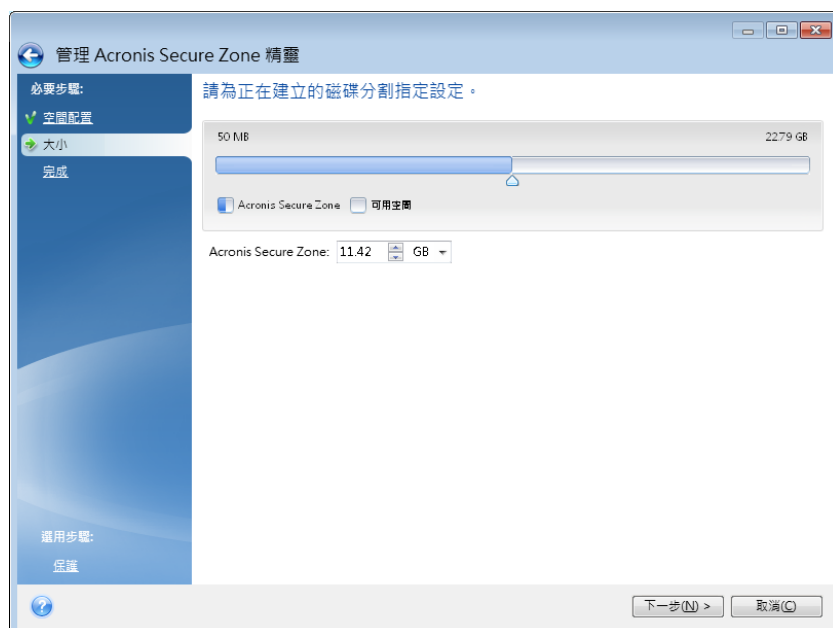 管理 Acronis Secure Zone 精靈
必要步驟:
空間配置
大小
完成
請為正在建立的磁碟分割指定設定。
50 MB
22.79 GB
Acronis Secure Zone
可用空間
Acronis Secure Zone: 11.42 GB
選用步驟:
保護
下一步(N) >
取消(C)